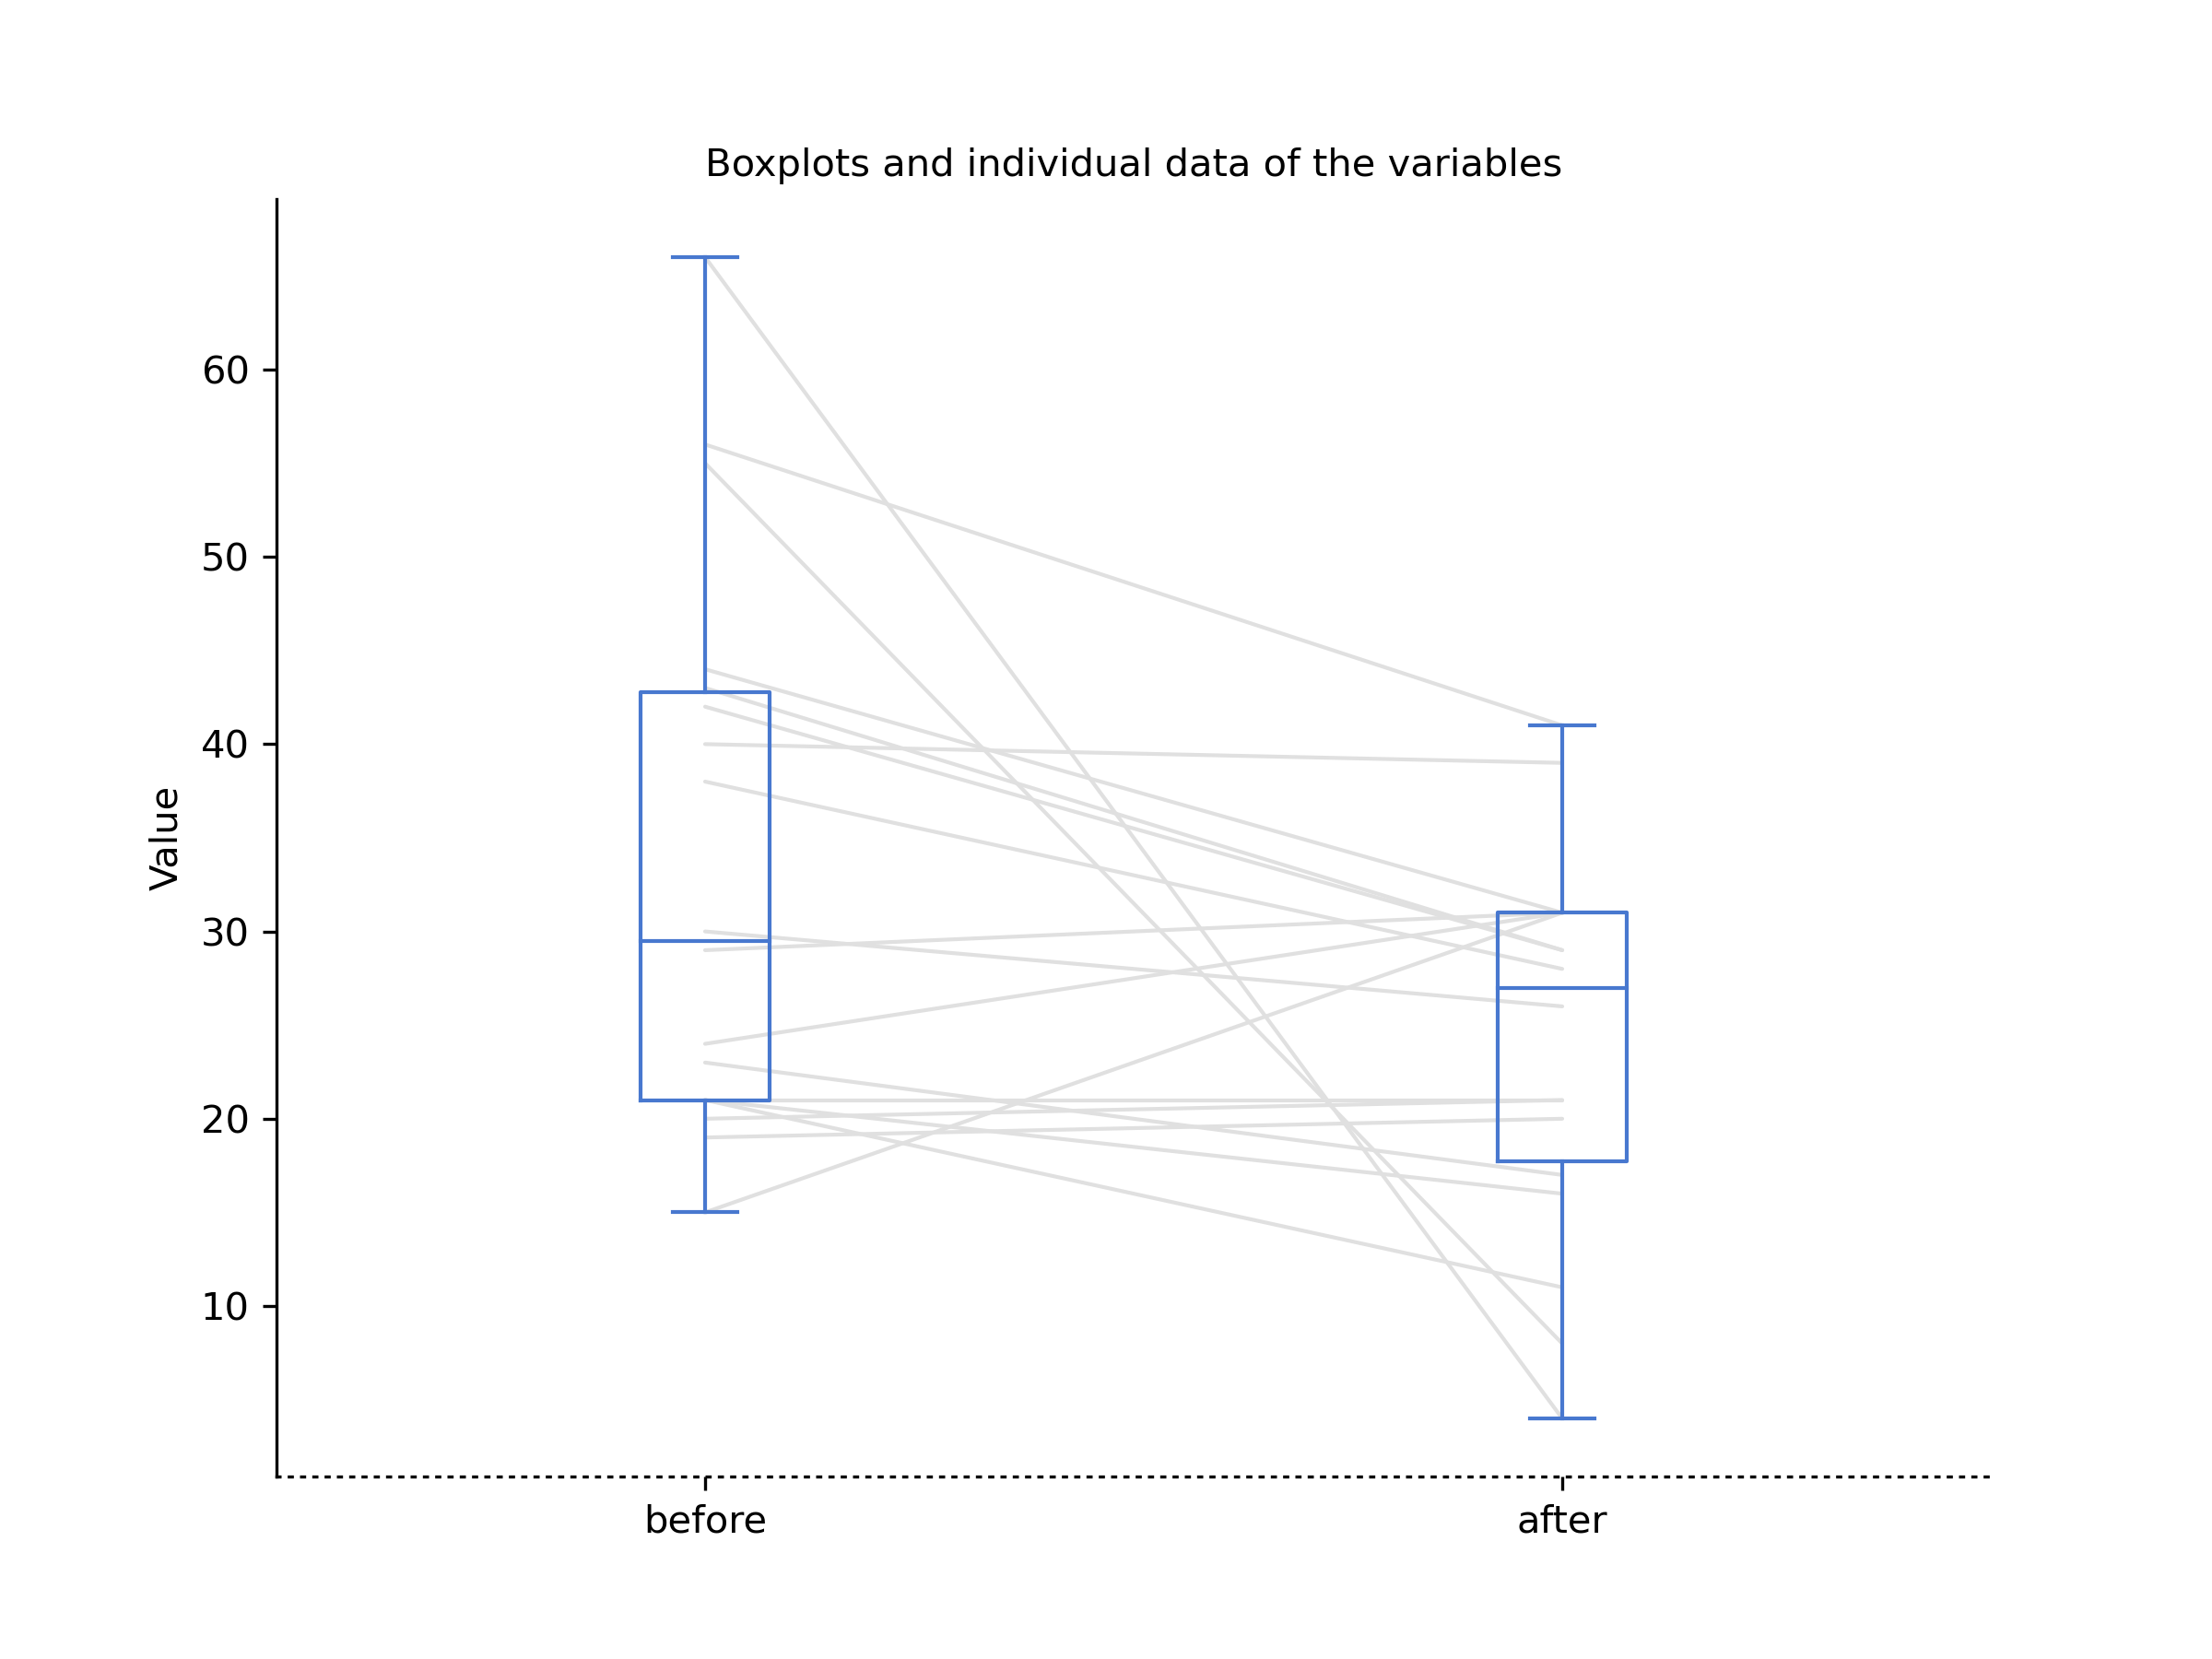 Boxplots and individual data of the variables
60
50
40
30
20
10
Value
before
after